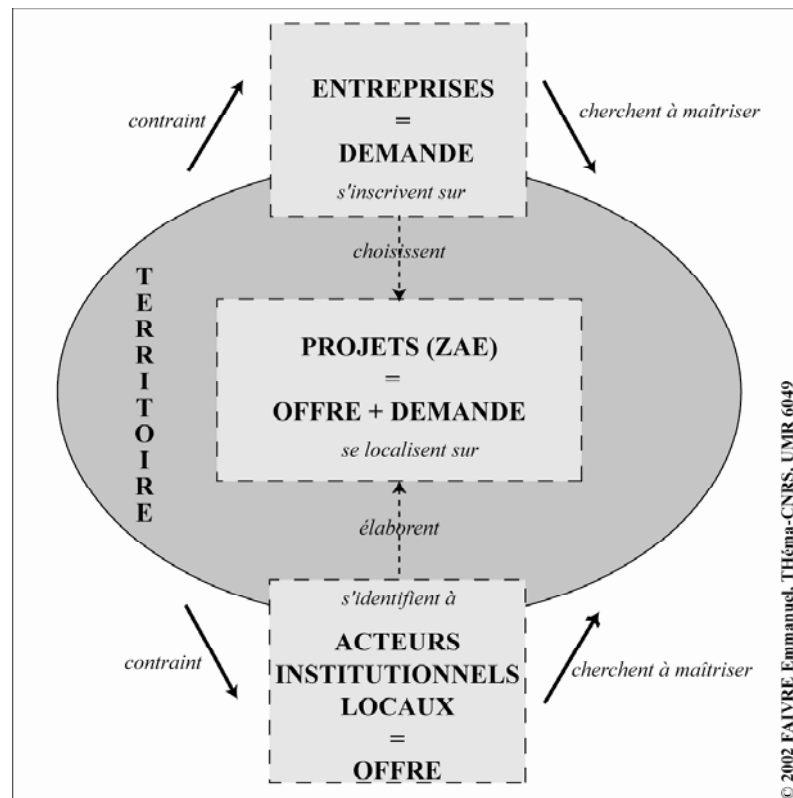 ENTREPRISES
=
DEMANDE
s'inscrivent sur
contraint
cherchent à maîtriser
choisissent
TERRITOIRE
PROJETS (ZAE)
=
OFFRE + DEMANDE
se localisent sur
élaborent
s'identifient à
ACTEURS
INSTITUTIONNELS
LOCAUX
=
OFFRE
contraint
cherchent à maîtriser
© 2002 FAIVRE Emmanuel, THéma-CNRS, UMR 6049